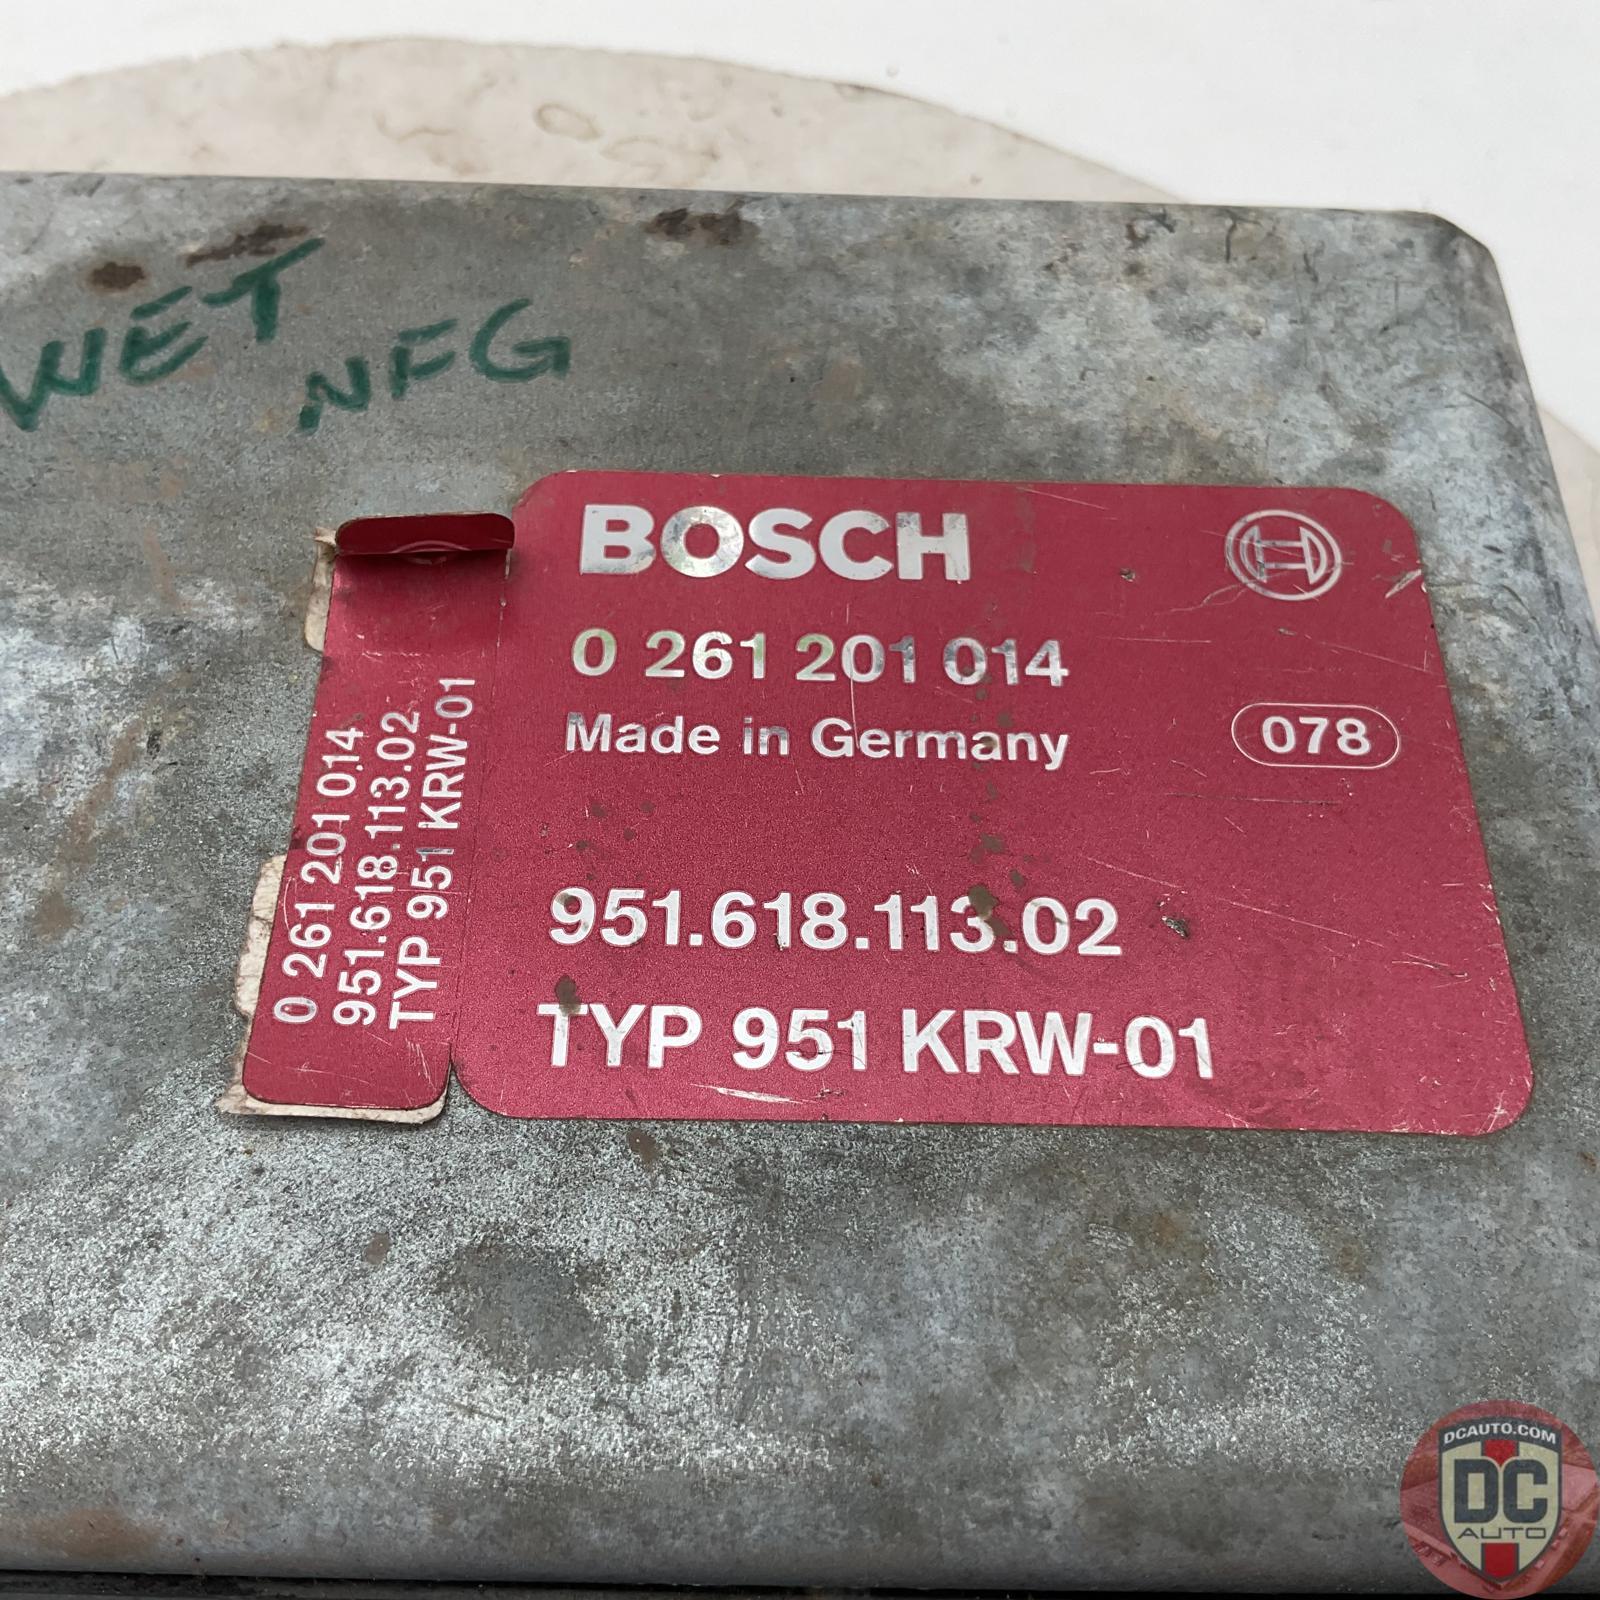 WET
NFG
BOSCH
0 261 201 014
Made in Germany
078
951.618.113.02
TYP 951 KRW-01
0 261 201 014
951.618.113.02
TYP 951 KRW-01
DCAUTO.COM
DC
AUTO